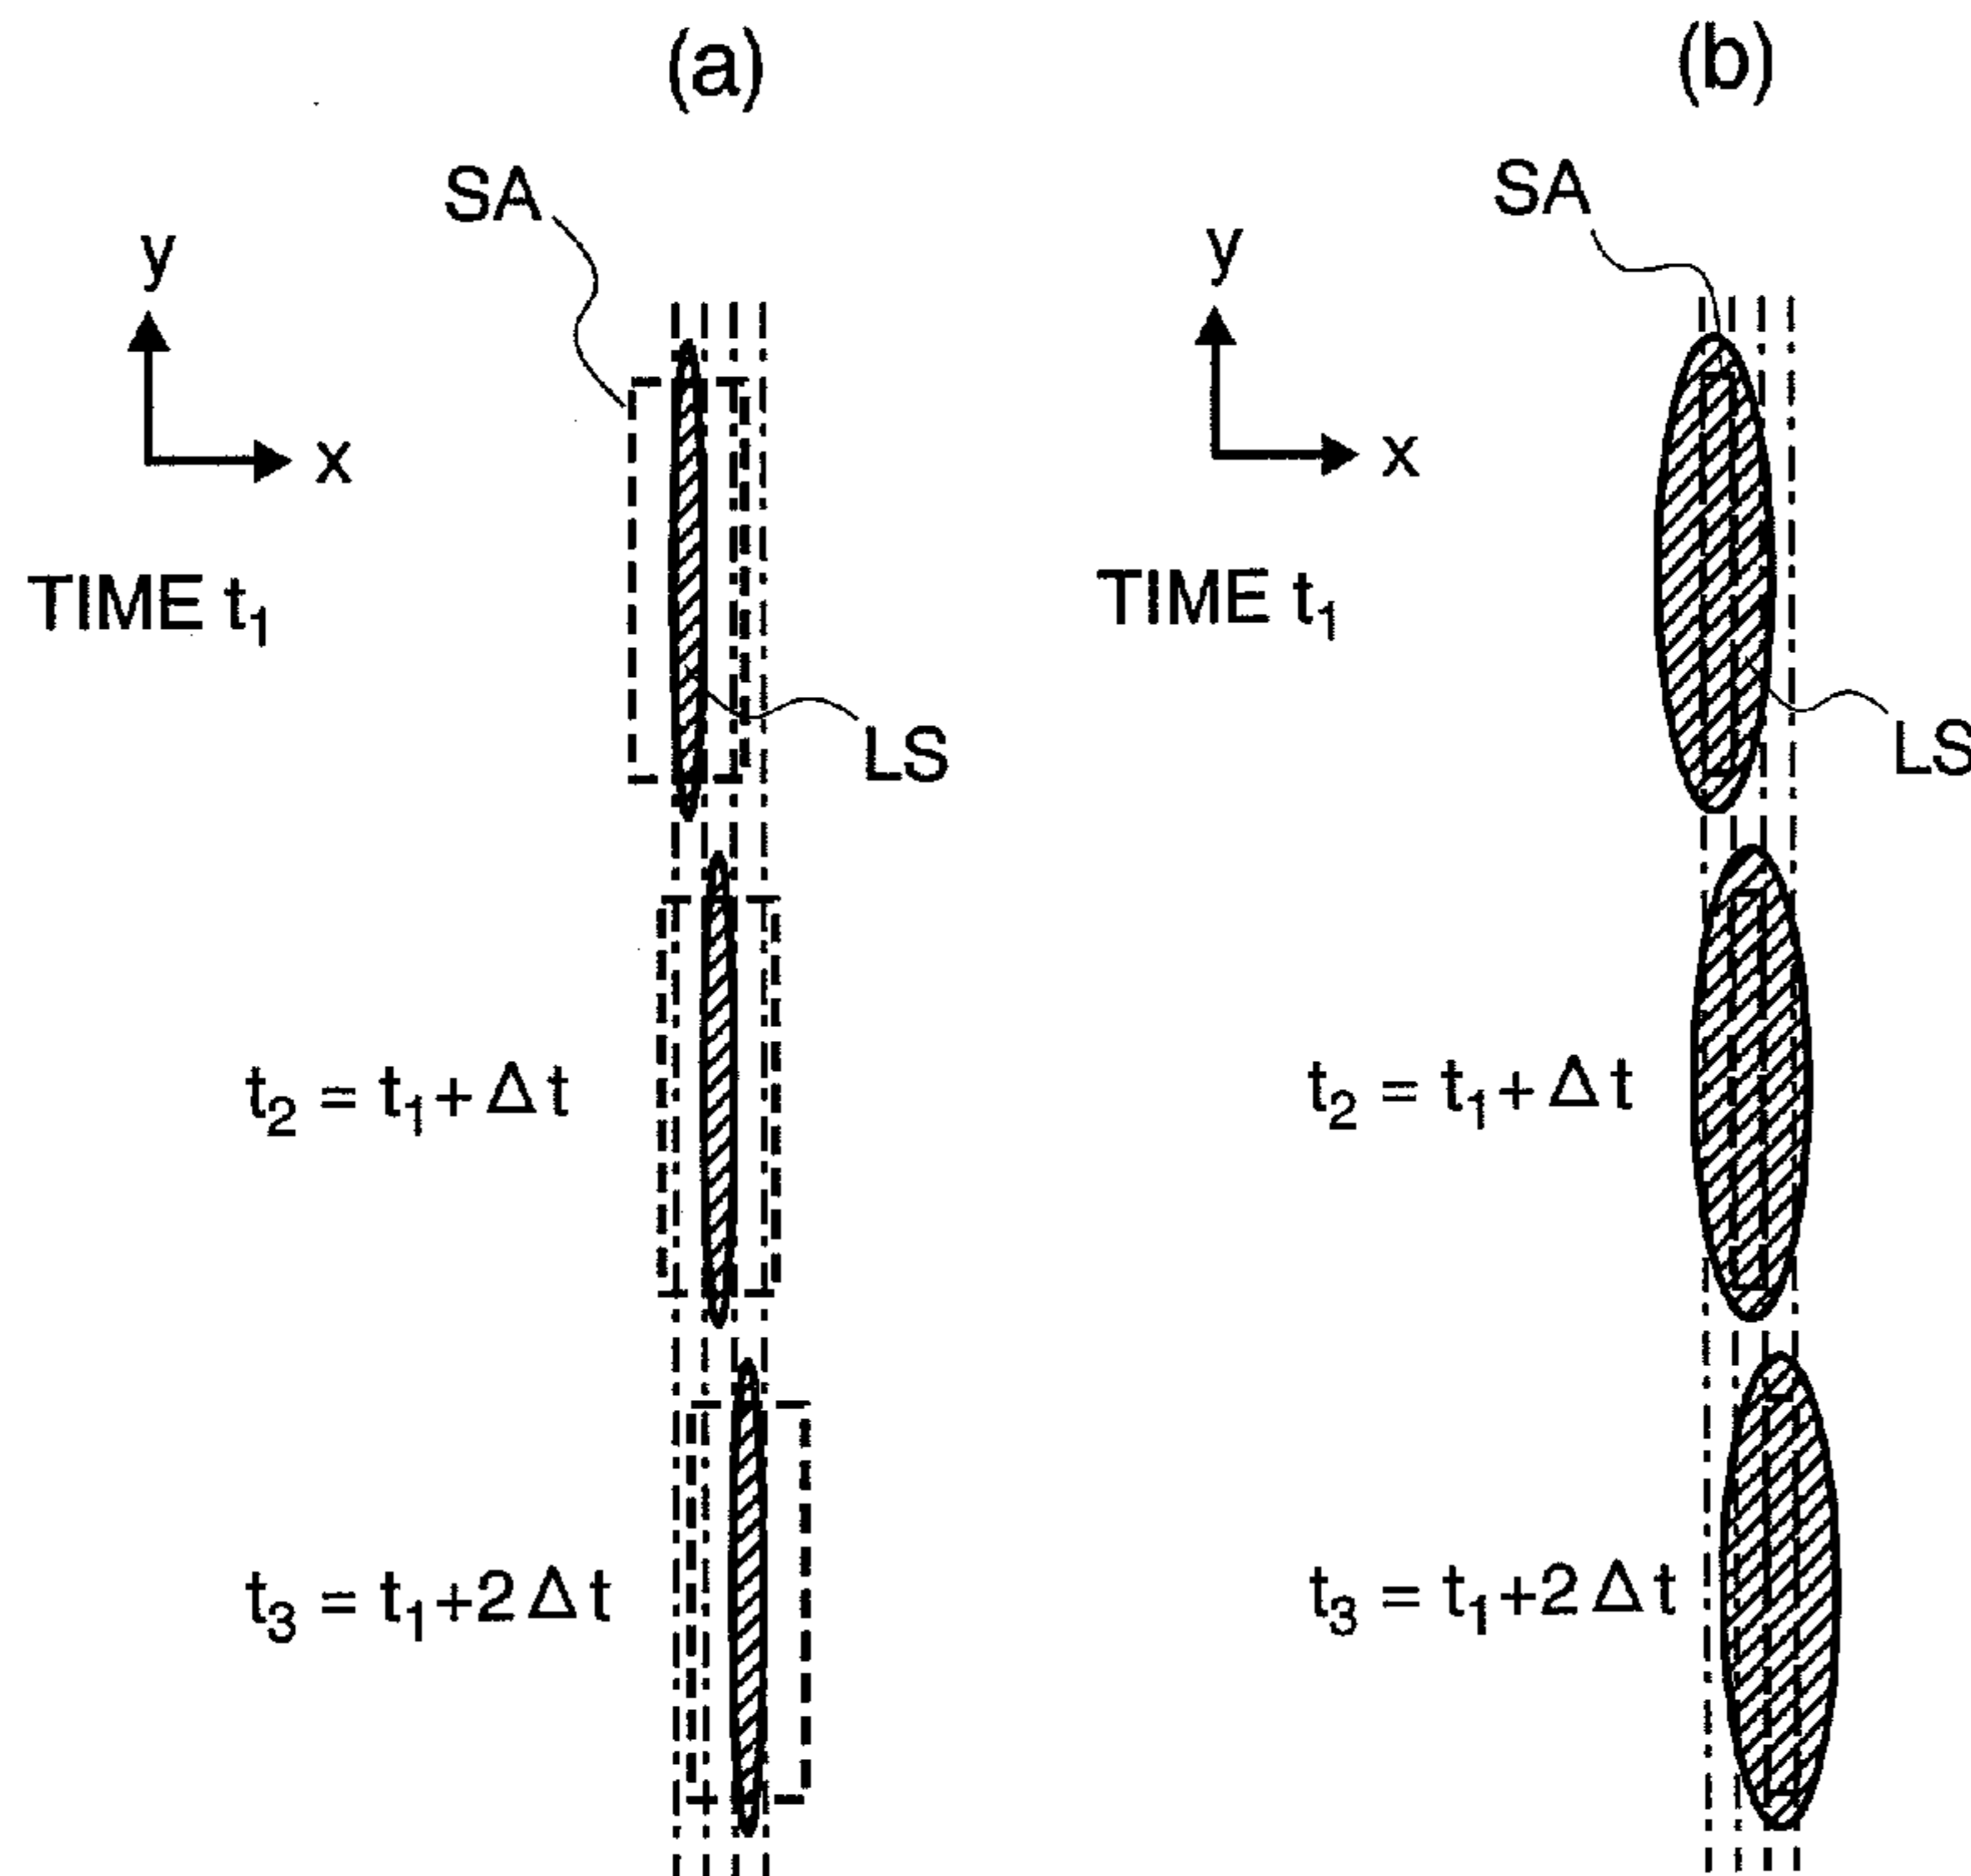 (a)
SA
y
x
TIME t₁
LS
t₂ = t₁ + Δt
t₃ = t₁+2Δt
(b)
SA
y
x
TIME t₁
LS
t₂ = t₁ + Δt
t₃ = t₁+2Δt